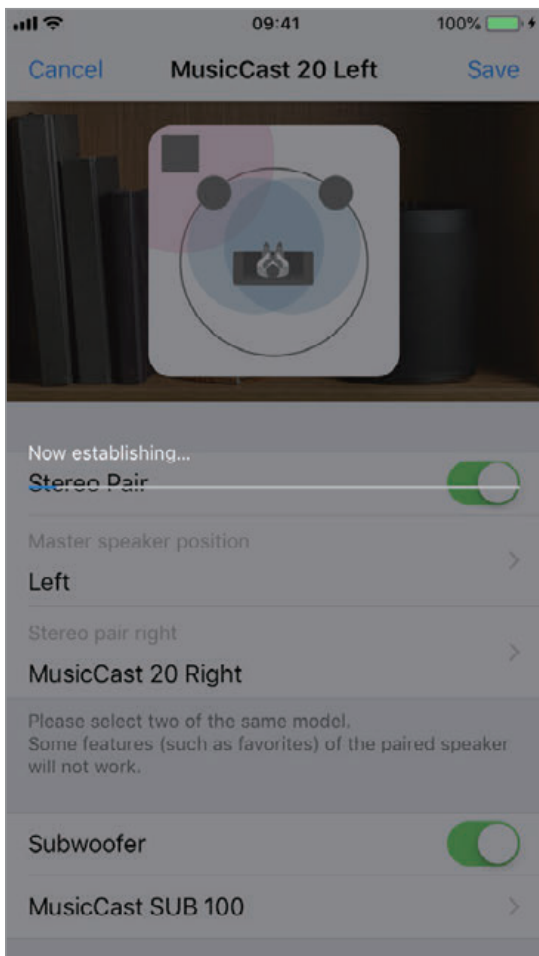 09:41
100%
Cancel
MusicCast 20 Left
Save
Now establishing...
Stereo Pair
Master speaker position
Left
Stereo pair right
MusicCast 20 Right
Please select two of the same model.
Some features (such as favorites) of the paired speaker
will not work.
Subwoofer
MusicCast SUB 100